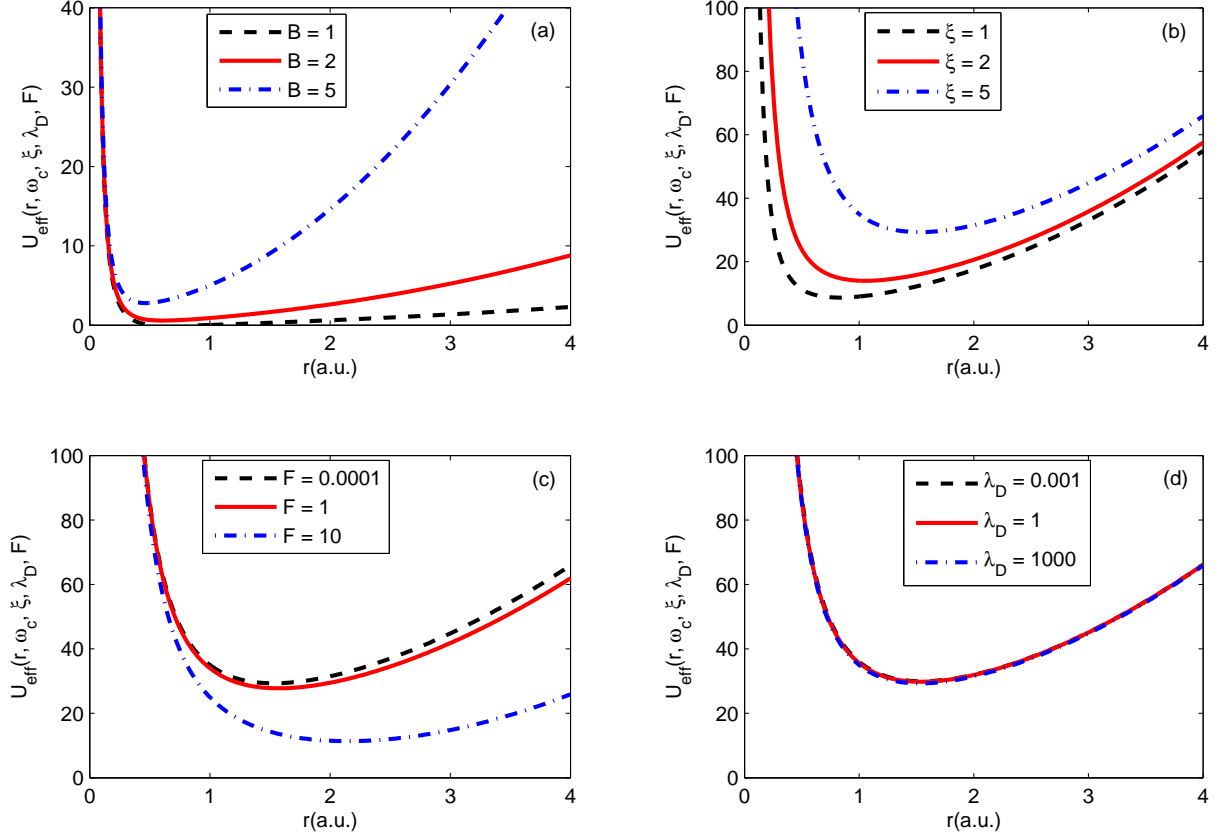 (a)
B = 1
B = 2
B = 5
40
30
20
10
0
0 1 2 3 4
r(a.u.)
U_eff(r, ω_c, ξ, λ_D, F)
(b)
ξ = 1
ξ = 2
ξ = 5
100
80
60
40
20
0
0 1 2 3 4
r(a.u.)
U_eff(r, ω_c, ξ, λ_D, F)
(c)
F = 0.0001
F = 1
F = 10
100
80
60
40
20
0
0 1 2 3 4
r(a.u.)
U_eff(r, ω_c, ξ, λ_D, F)
(d)
λ_D = 0.001
λ_D = 1
λ_D = 1000
100
80
60
40
20
0
0 1 2 3 4
r(a.u.)
U_eff(r, ω_c, ξ, λ_D, F)